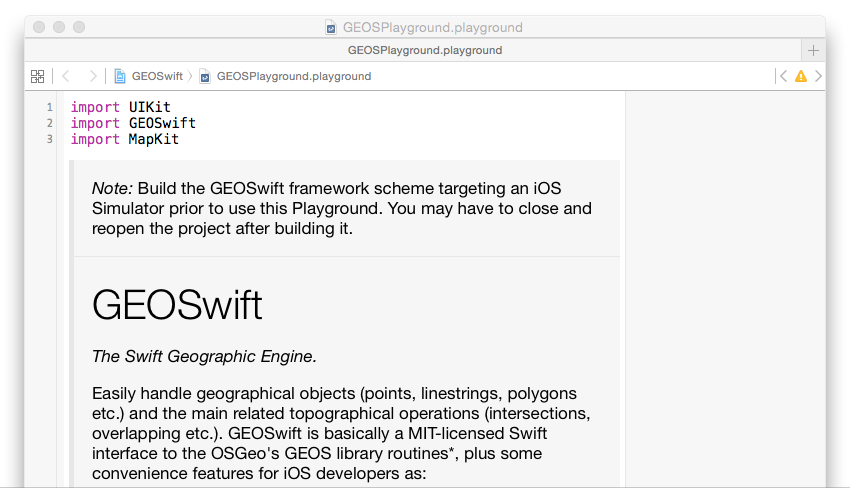 GEOSPlayground.playground
GEOSPlayground.playground
GEOSwift GEOSPlayground.playground
1 import UIKit
2 import GEOSwift
3 import MapKit
Note: Build the GEOSwift framework scheme targeting an iOS
Simulator prior to use this Playground. You may have to close and
reopen the project after building it.
GEOSwift
The Swift Geographic Engine.
Easily handle geographical objects (points, linestrings, polygons
etc.) and the main related topographical operations (intersections,
overlapping etc.). GEOSwift is basically a MIT-licensed Swift
interface to the OSGeo's GEOS library routines*, plus some
convenience features for iOS developers as: